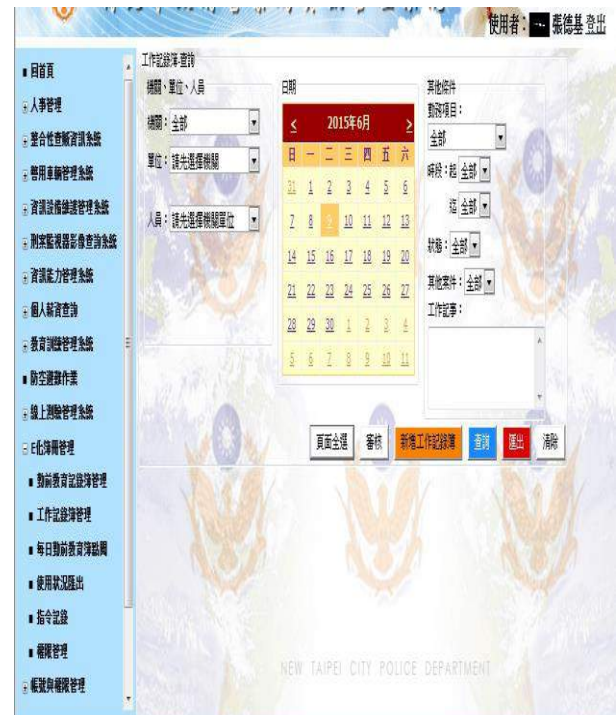 使用者： 張德基 登出
■ 回首頁
人事管理
整合性查贓資訊系統
警用車輛管理系統
資訊設備維護管理系統
刑案監視器影像查詢系統
資訊能力管理系統
個人薪資查詢
教育訓練管理系統
■ 防空避難作業
線上測驗管理系統
E化簿冊管理
■ 勤前教育記錄簿管理
■ 工作記錄簿管理
■ 每日勤前教育簿點閱
■ 使用狀況匯出
■ 指令記錄
■ 權限管理
帳號與權限管理
工作記錄簿-查詢
機關、單位、人員
機關：全部
單位：請先選擇機關
人員：請先選擇機關單位
日期
< 2015年6月 >
日 一 二 三 四 五 六
31 1 2 3 4 5 6
7 8 9 10 11 12 13
14 15 16 17 18 19 20
21 22 23 24 25 26 27
28 29 30 1 2 3 4
5 6 7 8 9 10 11
其他條件
勤務項目：
全部
時段：起 全部
迄 全部
狀態：全部
其他案件：全部
工作記事：
頁面全選 審核 新增工作記錄簿 查詢 匯出 清除
NEW TAIPEI CITY POLICE DEPARTMENT